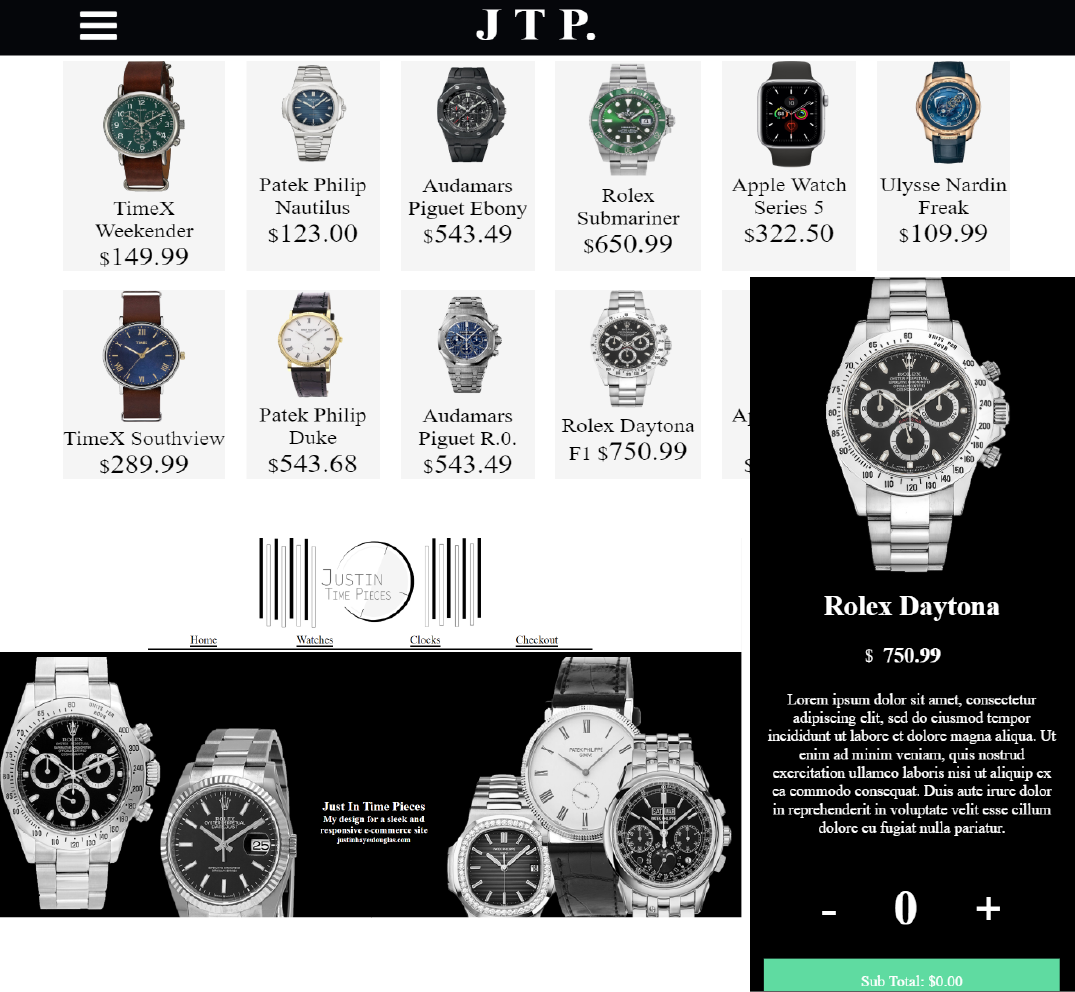 J T P.
TimeX
Weekender
$149.99
Patek Philip
Nautilus
$123.00
Audamars
Piguet Ebony
$543.49
Rolex
Submariner
$650.99
Apple Watch
Series 5
$322.50
Ulysse Nardin
Freak
$109.99
TimeX Southview
$289.99
Patek Philip
Duke
$543.68
Audamars
Piguet R.0.
$543.49
Rolex Daytona
F1 $750.99
JUSTIN
TIME PIECES
Home
Watches
Clocks
Checkout
Just In Time Pieces
My design for a sleek and
responsive e-commerce site
justinhayesdouglas.com
Rolex Daytona
$ 750.99
Lorem ipsum dolor sit amet, consectetur
adipiscing elit, sed do eiusmod tempor
incididunt ut labore et dolore magna aliqua. Ut
enim ad minim veniam, quis nostrud
exercitation ullamco laboris nisi ut aliquip ex
ea commodo consequat. Duis aute irure dolor
in reprehenderit in voluptate velit esse cillum
dolore eu fugiat nulla pariatur.
- 0 +
Sub Total: $0.00